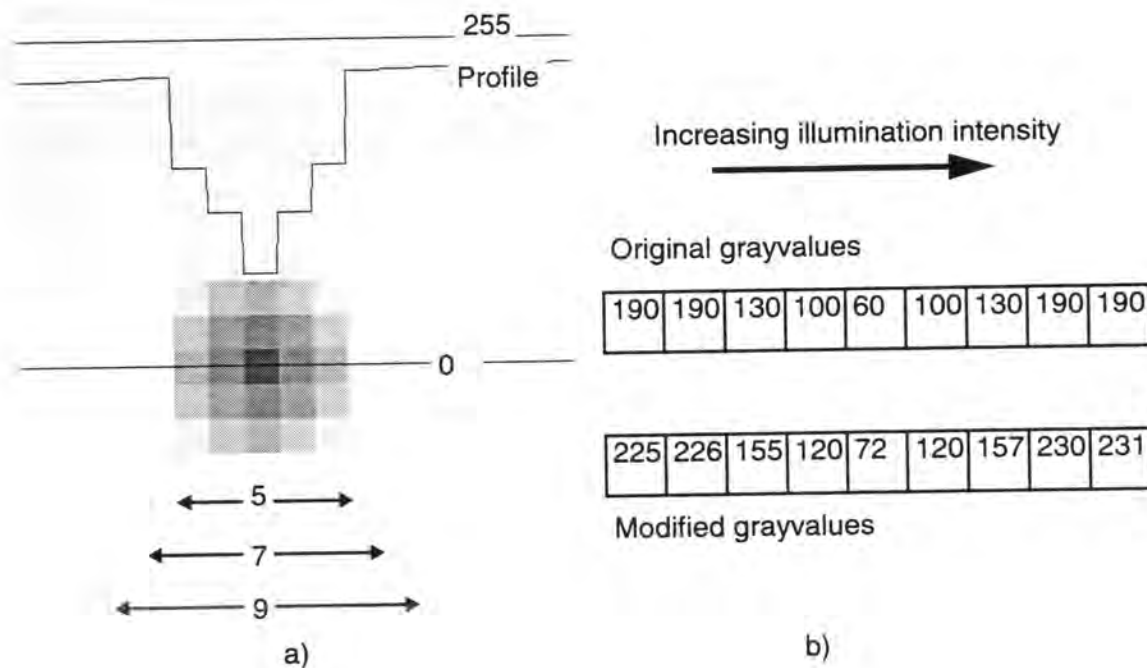 255
Profile
0
5
7
9
a)
Increasing illumination intensity
Original grayvalues
190 190 130 100 60 100 130 190 190
225 226 155 120 72 120 157 230 231
Modified grayvalues
b)